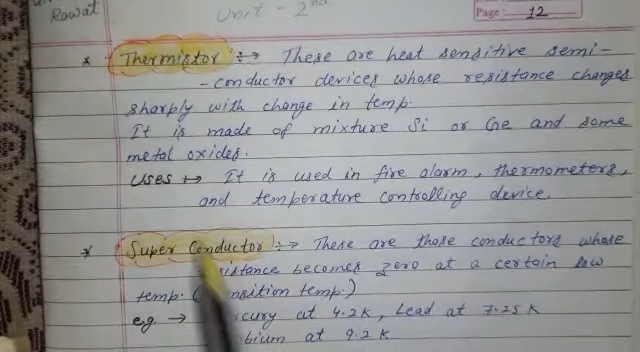 Rawat
Unit - 2nd
Page: 12
* Thermistor ÷→ These are heat sensitive semi-
-conductor devices whose resistance changes
sharply with change in temp.
It is made of mixture Si or Ge and some
metal oxides.
Uses ↔ It is used in fire alarm, thermometers,
and temperature controlling device.
* Super Conductor ÷→ These are those conductors whose
becomes zero at a certain low
temp.
e.g → at 4.2K, Lead at 7.25 K
at 9.2 K